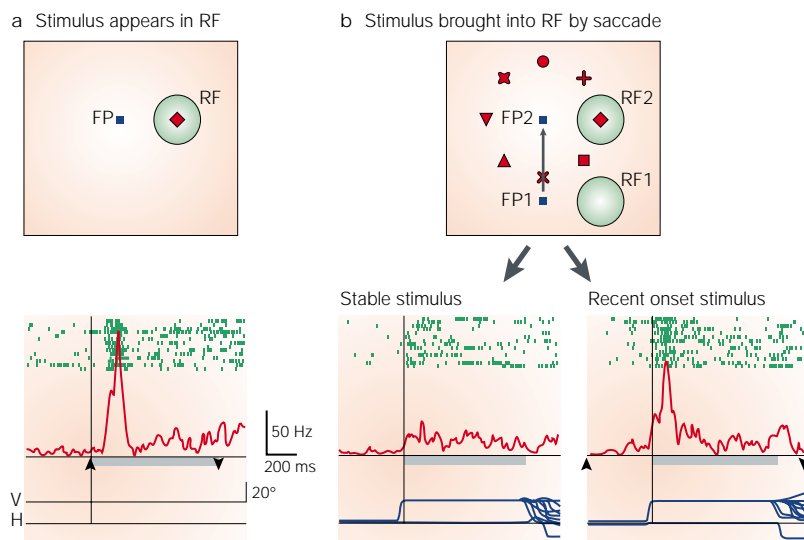 a Stimulus appears in RF
b Stimulus brought into RF by saccade
FP
RF
FP2
RF2
FP1
RF1
Stable stimulus
Recent onset stimulus
50 Hz
200 ms
20°
V
H